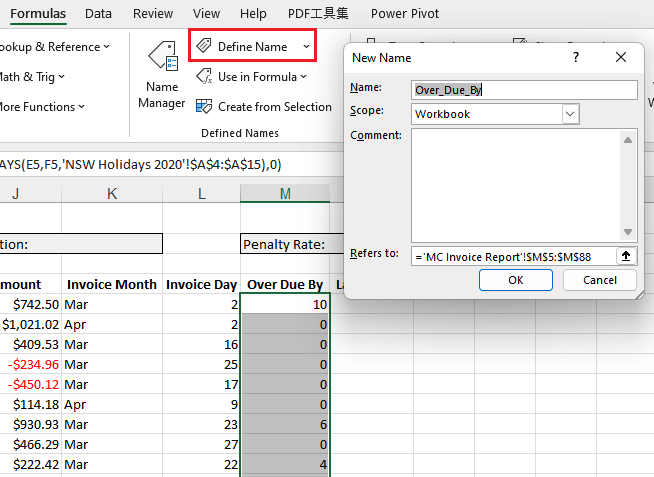 Formulas Data Review View Help PDF工具集 Power Pivot
ookup & Reference
Define Name
ath & Trig
Name Manager
Use in Formula
ore Functions
Create from Selection
Defined Names
AYS(E5,F5,'NSW Holidays 2020'!$A$4:$A$15),0)
New Name
?
Name: Over_Due_By
Scope: Workbook
Comment:
Refers to: ='MC Invoice Report'!$M$5:$M$88
OK Cancel
J K L M
tion: Penalty Rate:
mount Invoice Month Invoice Day Over Due By La
$742.50 Mar 2 10
$1,021.02 Apr 2 0
$409.53 Mar 16 0
-$234.96 Mar 25 0
-$450.12 Mar 17 0
$114.18 Apr 9 0
$930.93 Mar 23 6
$466.29 Mar 27 0
$222.42 Mar 22 4